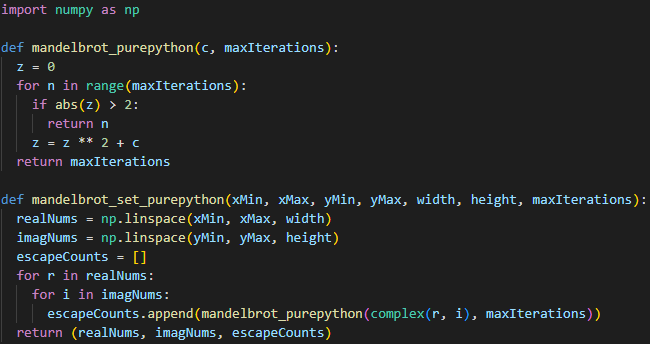 import numpy as np

def mandelbrot_purepython(c, maxIterations):
  z = 0
  for n in range(maxIterations):
    if abs(z) > 2:
      return n
    z = z ** 2 + c
  return maxIterations

def mandelbrot_set_purepython(xMin, xMax, yMin, yMax, width, height, maxIterations):
  realNums = np.linspace(xMin, xMax, width)
  imagNums = np.linspace(yMin, yMax, height)
  escapeCounts = []
  for r in realNums:
    for i in imagNums:
      escapeCounts.append(mandelbrot_purepython(complex(r, i), maxIterations))
  return (realNums, imagNums, escapeCounts)